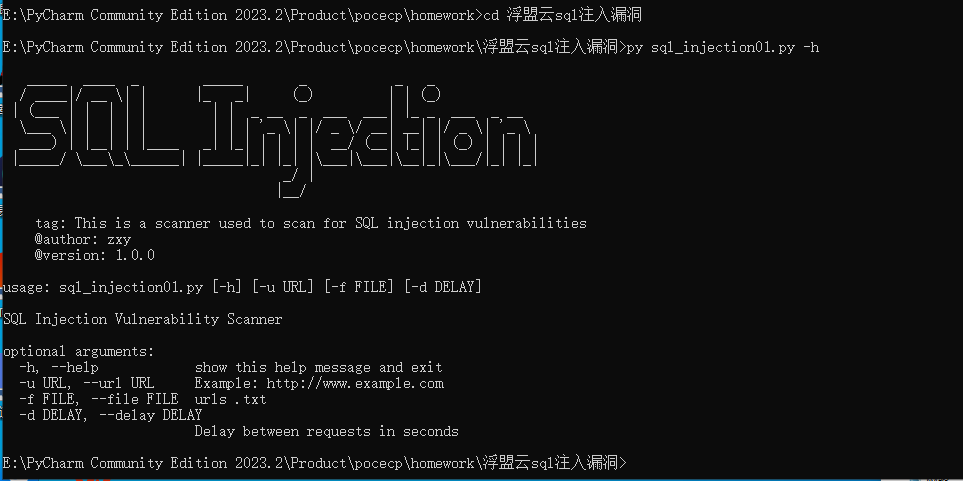 E:\PyCharm Community Edition 2023.2\Product\pocecp\homework>cd 浮盟云sql注入漏洞
E:\PyCharm Community Edition 2023.2\Product\pocecp\homework\浮盟云sql注入漏洞>py sql_injection01.py -h
SQL Injection
tag: This is a scanner used to scan for SQL injection vulnerabilities
@author: zxy
@version: 1.0.0
usage: sql_injection01.py [-h] [-u URL] [-f FILE] [-d DELAY]
SQL Injection Vulnerability Scanner
optional arguments:
-h, --help show this help message and exit
-u URL, --url URL Example: http://www.example.com
-f FILE, --file FILE urls .txt
-d DELAY, --delay DELAY
Delay between requests in seconds
E:\PyCharm Community Edition 2023.2\Product\pocecp\homework\浮盟云sql注入漏洞>